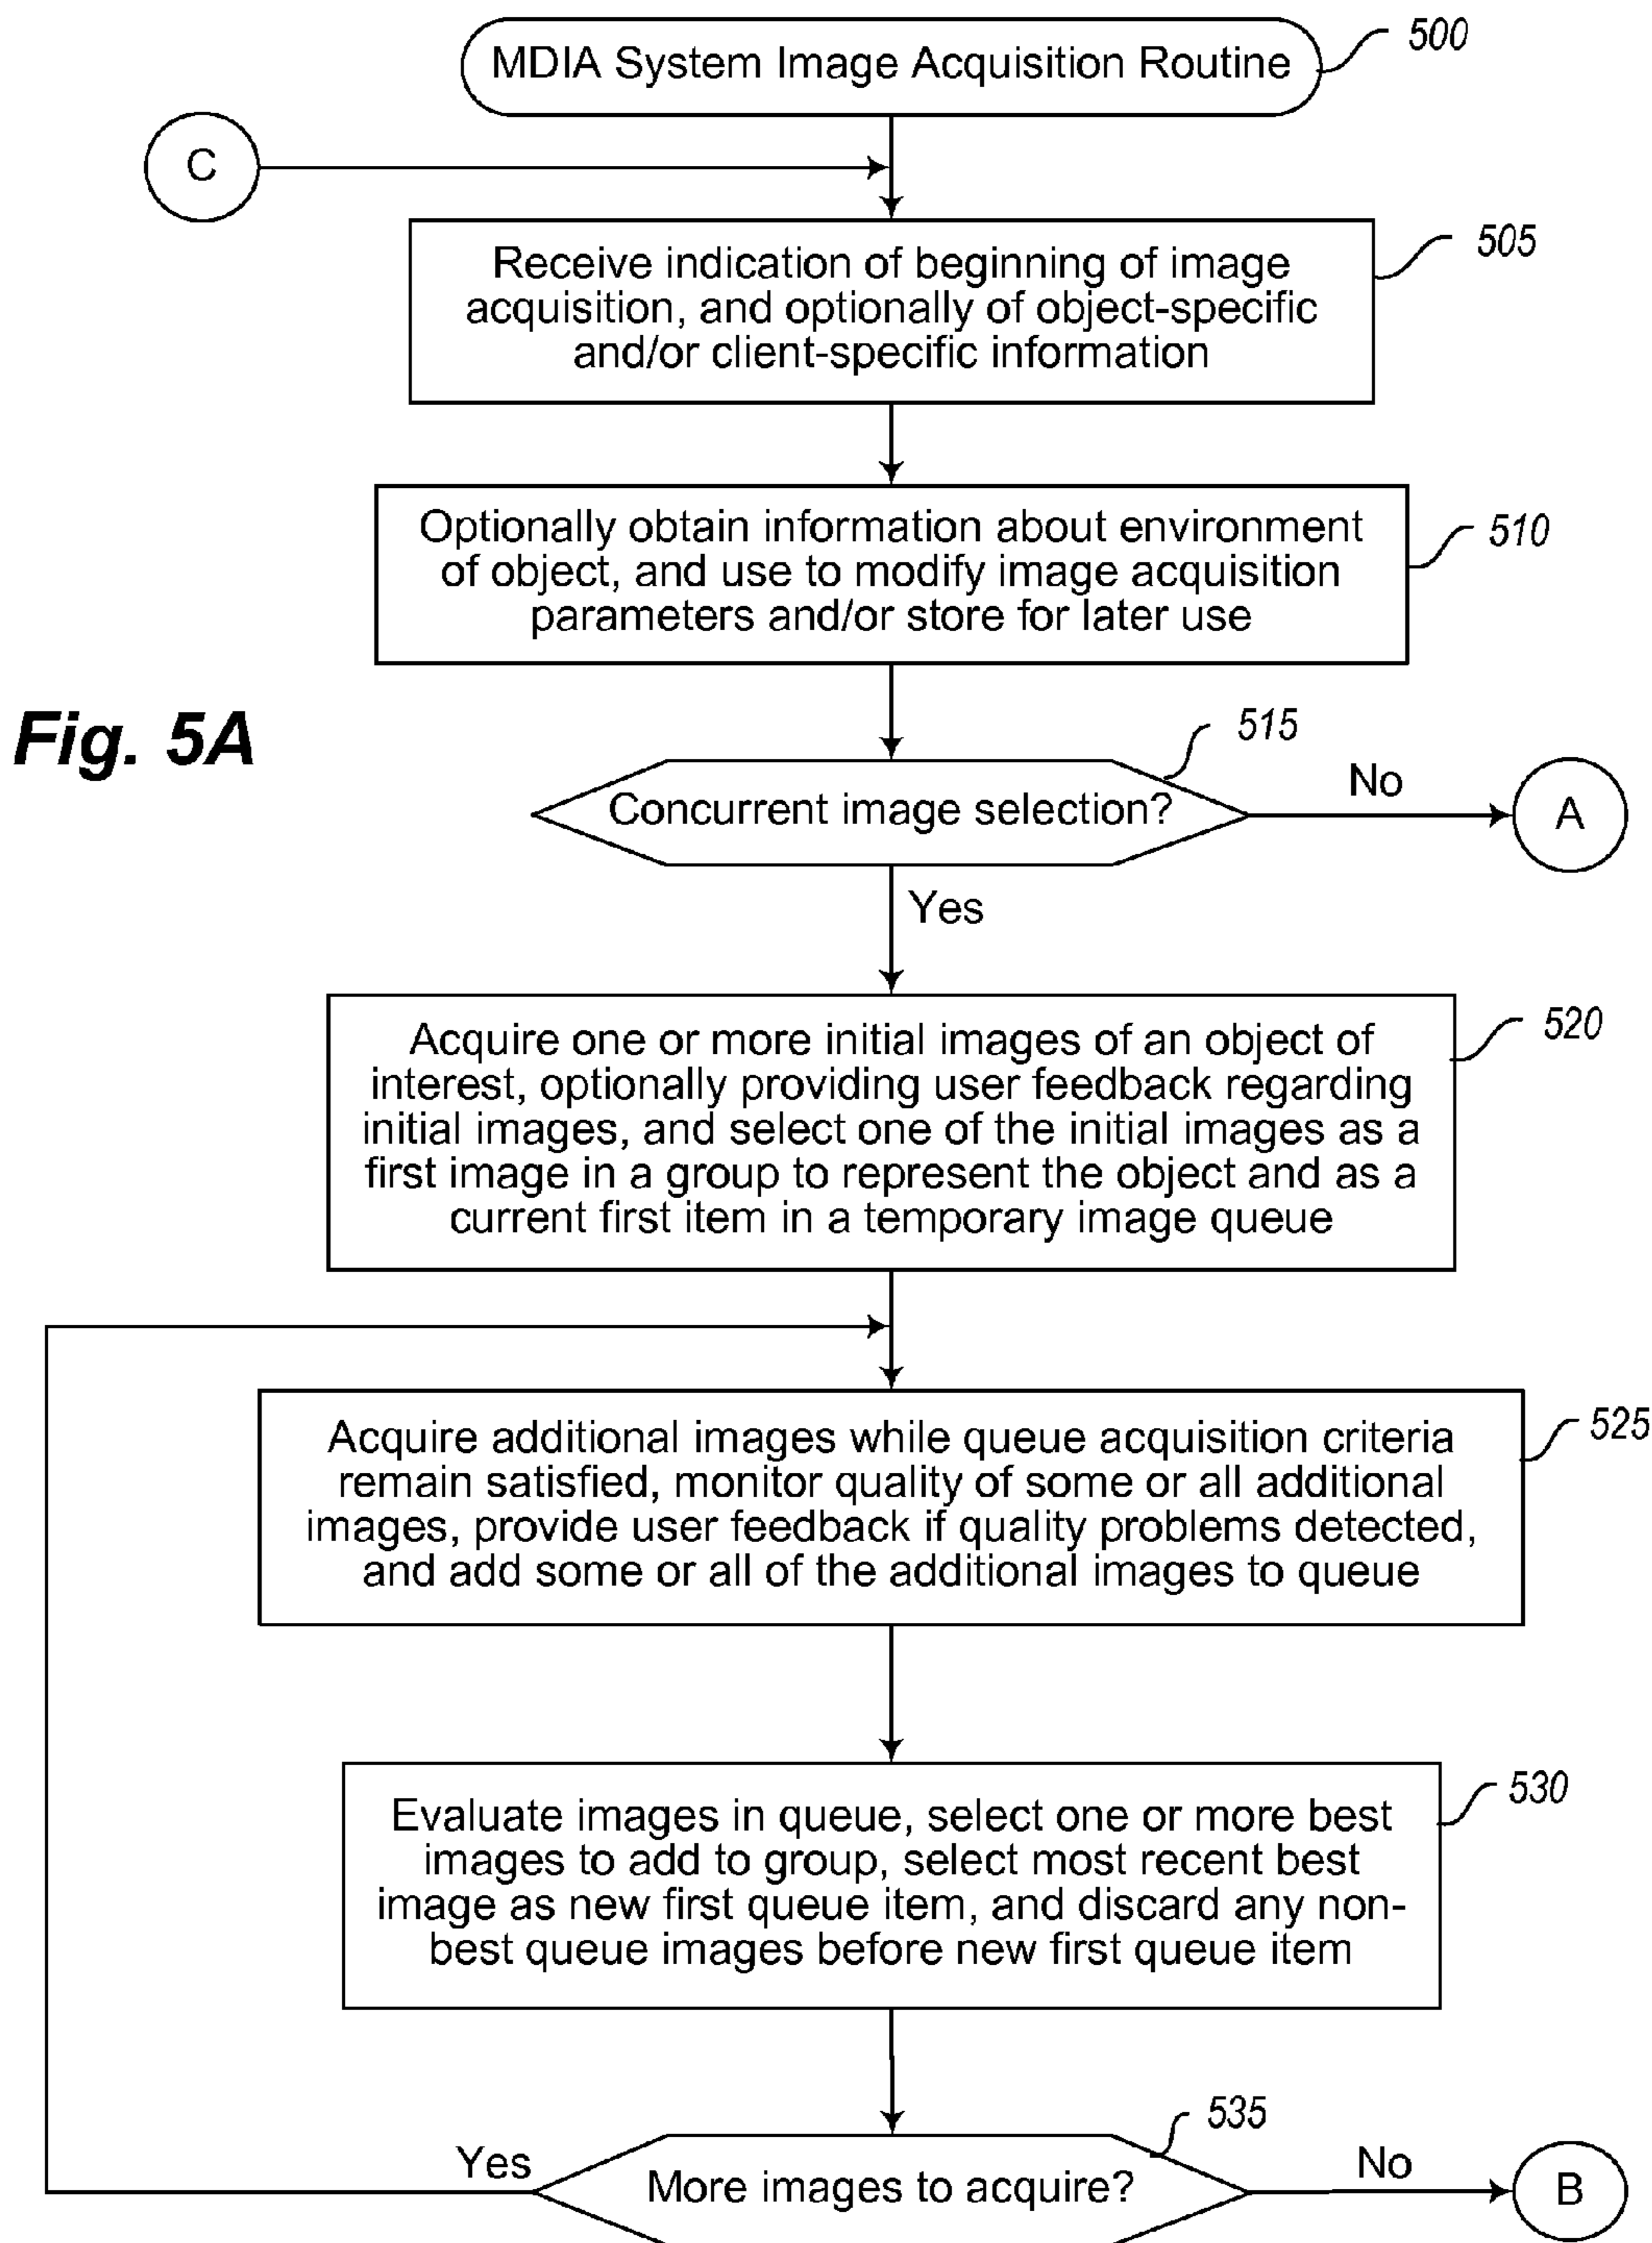 MDIA System Image Acquisition Routine
500
C
Receive indication of beginning of image
acquisition, and optionally of object-specific
and/or client-specific information
505
Optionally obtain information about environment
of object, and use to modify image acquisition
parameters and/or store for later use
510
Fig. 5A
515
Concurrent image selection?
No
A
Yes
Acquire one or more initial images of an object of
interest, optionally providing user feedback regarding
initial images, and select one of the initial images as a
first image in a group to represent the object and as a
current first item in a temporary image queue
520
Acquire additional images while queue acquisition criteria
remain satisfied, monitor quality of some or all additional
images, provide user feedback if quality problems detected,
and add some or all of the additional images to queue
525
Evaluate images in queue, select one or more best
images to add to group, select most recent best
image as new first queue item, and discard any non-
best queue images before new first queue item
530
535
Yes
More images to acquire?
No
B